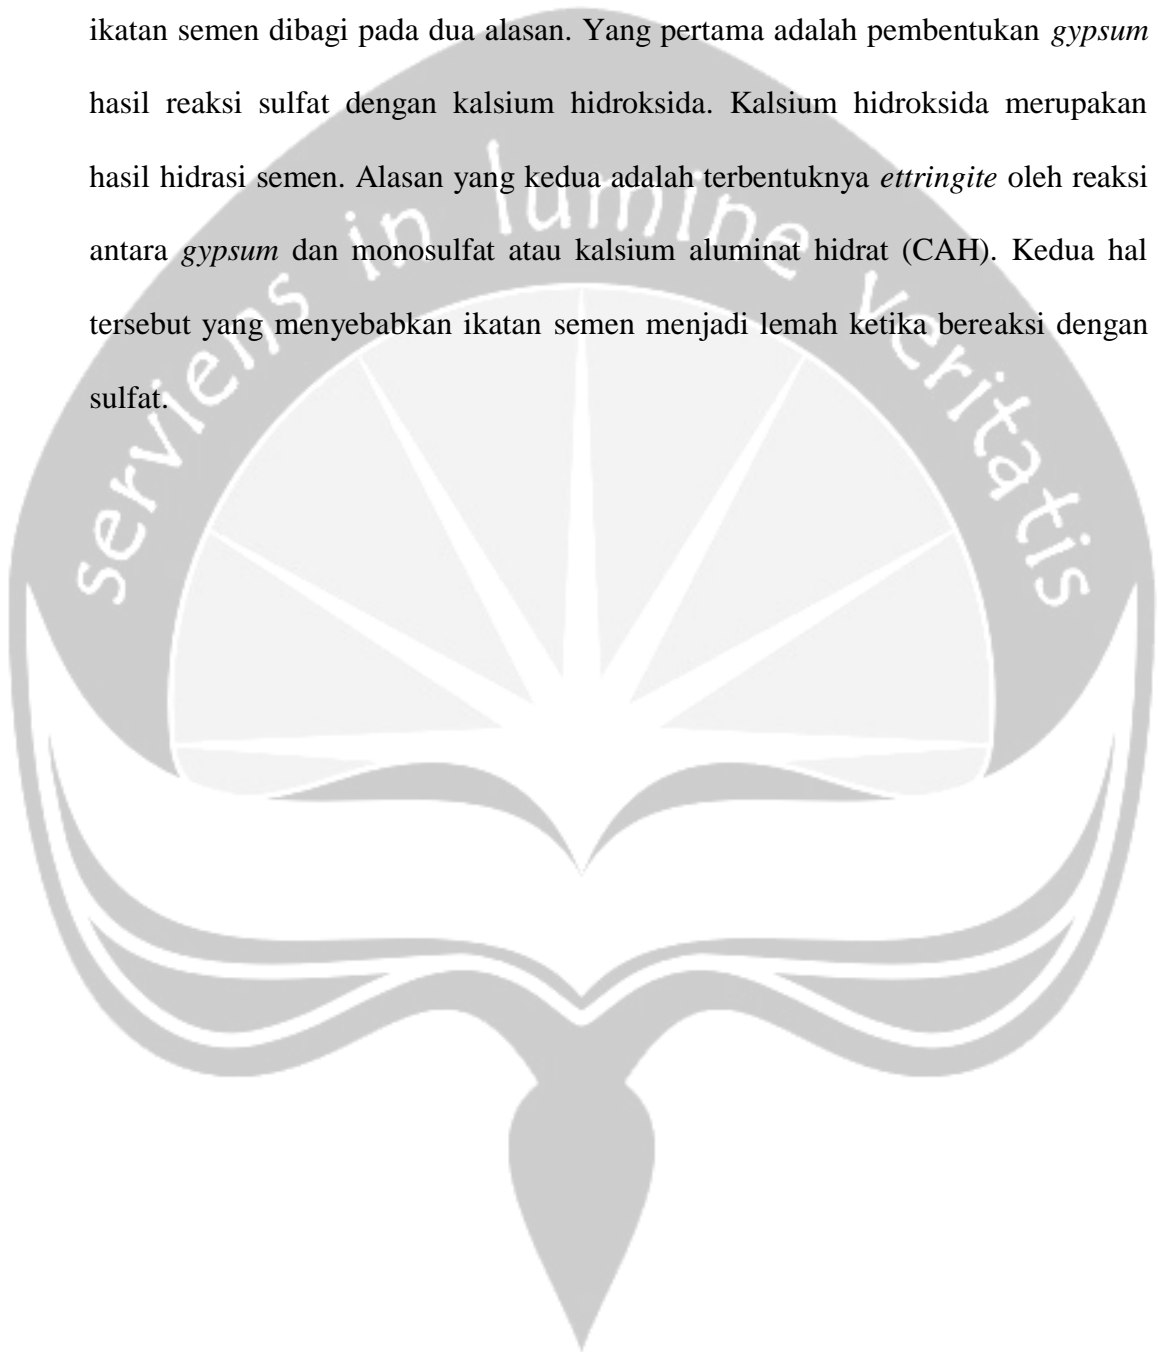 ikatan semen dibagi pada dua alasan. Yang pertama adalah pembentukan gypsum
hasil reaksi sulfat dengan kalsium hidroksida. Kalsium hidroksida merupakan
hasil hidrasi semen. Alasan yang kedua adalah terbentuknya ettringite oleh reaksi
antara gypsum dan monosulfat atau kalsium aluminat hidrat (CAH). Kedua hal
tersebut yang menyebabkan ikatan semen menjadi lemah ketika bereaksi dengan
sulfat.
serviens in lumine veritatis